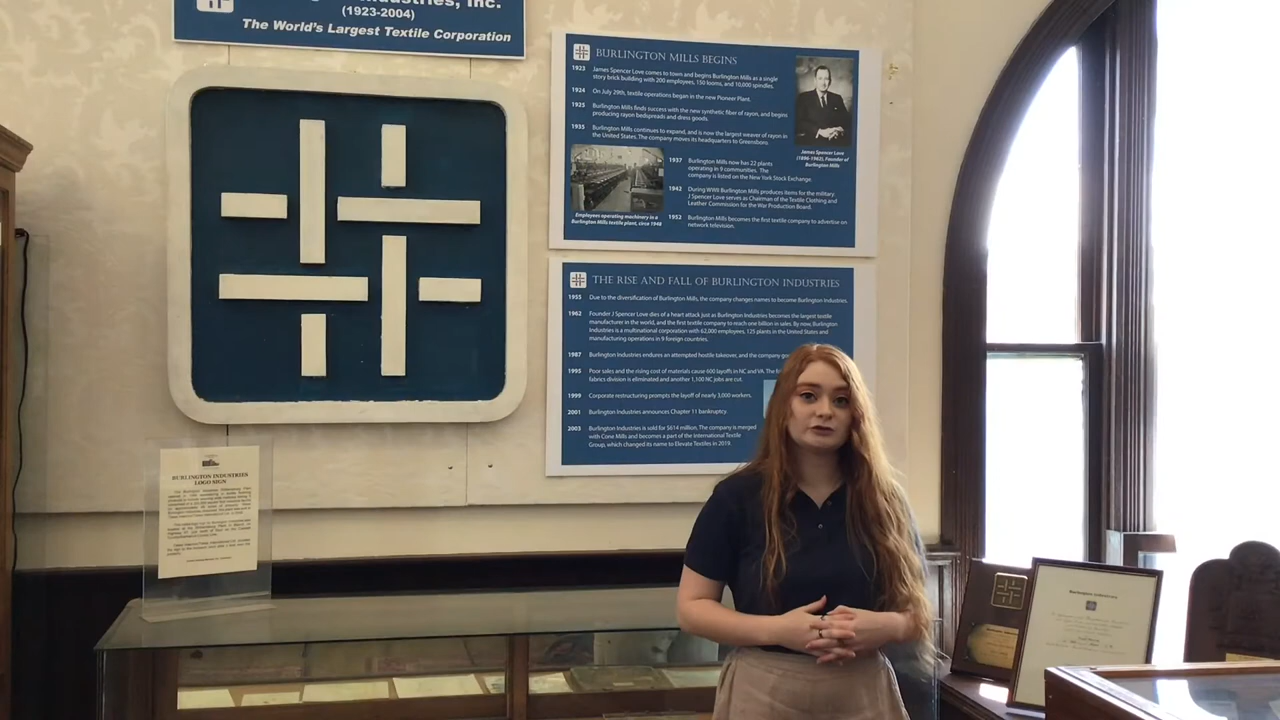 Industries, Inc.
(1923-2004)
The World's Largest Textile Corporation
BURLINGTON MILLS BEGINS
1923 James Spencer Love comes to town and begins Burlington Mills as a single
story brick building with 200 employees, 150 looms, and 10,000 spindles.
1924 On July 29th, textile operations began in the new Pioneer Plant.
1925 Burlington Mills finds success with the new synthetic fiber of rayon, and begins
producing rayon bedspreads and dress goods.
1935 Burlington Mills continues to expand, and is now the largest weaver of rayon in
the United States. The company moves its headquarters to Greensboro
James Spencer Love
(1896-1962), Founder of
Burlington Mills
1937 Burlington Mills now has 22 plants
operating in 9 communities. The
company is listed on the New York Stock Exchange.
1942 During WWII Burlington Mills produces items for the military.
J Spencer Love serves as Chairman of the Textile Clothing and
Leather Commission for the War Production Board.
1952 Burlington Mills becomes the first textile company to advertise on
network television.
Employees operating machinery in a
Burlington Mills textile plant, circa 1948
THE RISE AND FALL OF BURLINGTON INDUSTRIES
1955 Due to the diversification of Burlington Mills, the company changes names to become Burlington Industries.
1962 Founder J Spencer Love dies of a heart attack just as Burlington Industries becomes the largest textile
manufacturer in the world, and the first textile company to reach one billion in sales. By now, Burlington
Industries is a multinational corporation with 62,000 employees, 125 plants in the United States and
manufacturing operations in 9 foreign countries.
1987 Burlington Industries endures an attempted hostile takeover, and the company
1995 Poor sales and the rising cost of materials cause 600 layoffs in NC and VA. The
fabrics division is eliminated and another 1,100 NC jobs are cut.
1999 Corporate restructuring prompts the layoff of nearly 3,000 workers.
2001 Burlington Industries announces Chapter 11 bankruptcy.
2003 Burlington Industries is sold for $614 million. The company is merged
with Cone Mills and becomes a part of the International Textile
Group, which changed its name to Elevate Textiles in 2019.
BURLINGTON INDUSTRIES
LOGO SIGN
Burlington Industries